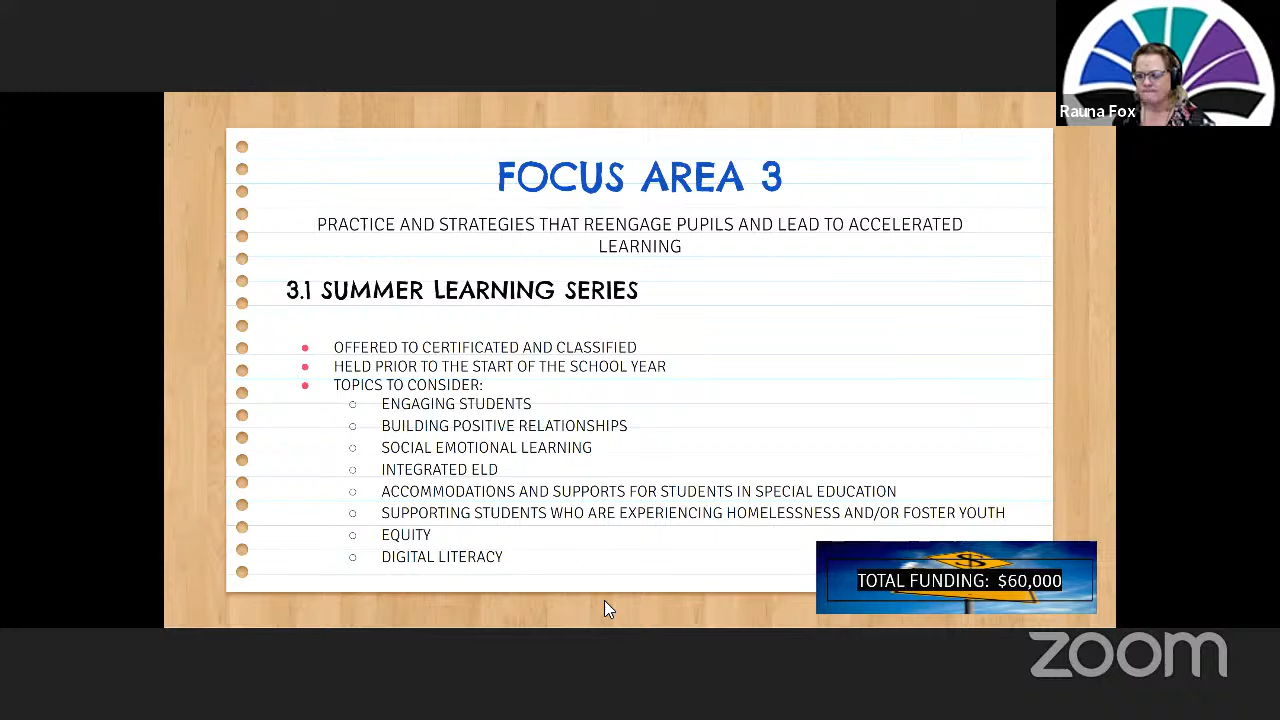 Rauna Fox
FOCUS AREA 3
PRACTICE AND STRATEGIES THAT REENGAGE PUPILS AND LEAD TO ACCELERATED
LEARNING
3.1 SUMMER LEARNING SERIES
● OFFERED TO CERTIFICATED AND CLASSIFIED
● HELD PRIOR TO THE START OF THE SCHOOL YEAR
● TOPICS TO CONSIDER:
○ ENGAGING STUDENTS
○ BUILDING POSITIVE RELATIONSHIPS
○ SOCIAL EMOTIONAL LEARNING
○ INTEGRATED ELD
○ ACCOMMODATIONS AND SUPPORTS FOR STUDENTS IN SPECIAL EDUCATION
○ SUPPORTING STUDENTS WHO ARE EXPERIENCING HOMELESSNESS AND/OR FOSTER YOUTH
○ EQUITY
○ DIGITAL LITERACY
$
TOTAL FUNDING: $60,000
zoom